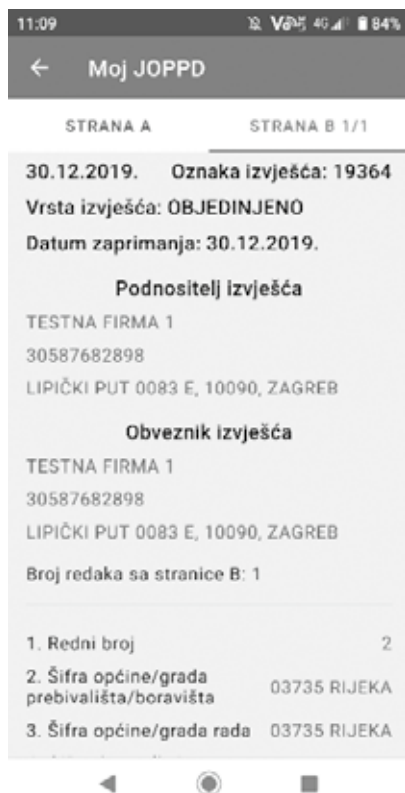 11:09 4G 84%
Moj JOPPD
STRANA A STRANA B 1/1
30.12.2019. Oznaka izvješća: 19364
Vrsta izvješća: OBJEDINJENO
Datum zaprimanja: 30.12.2019.
Podnositelj izvješća
TESTNA FIRMA 1
30587682898
LIPIČKI PUT 0083 E, 10090, ZAGREB
Obveznik izvješća
TESTNA FIRMA 1
30587682898
LIPIČKI PUT 0083 E, 10090, ZAGREB
Broj redaka sa stranice B: 1
1. Redni broj 2
2. Šifra općine/grada
prebivališta/boravišta 03735 RIJEKA
3. Šifra općine/grada rada 03735 RIJEKA